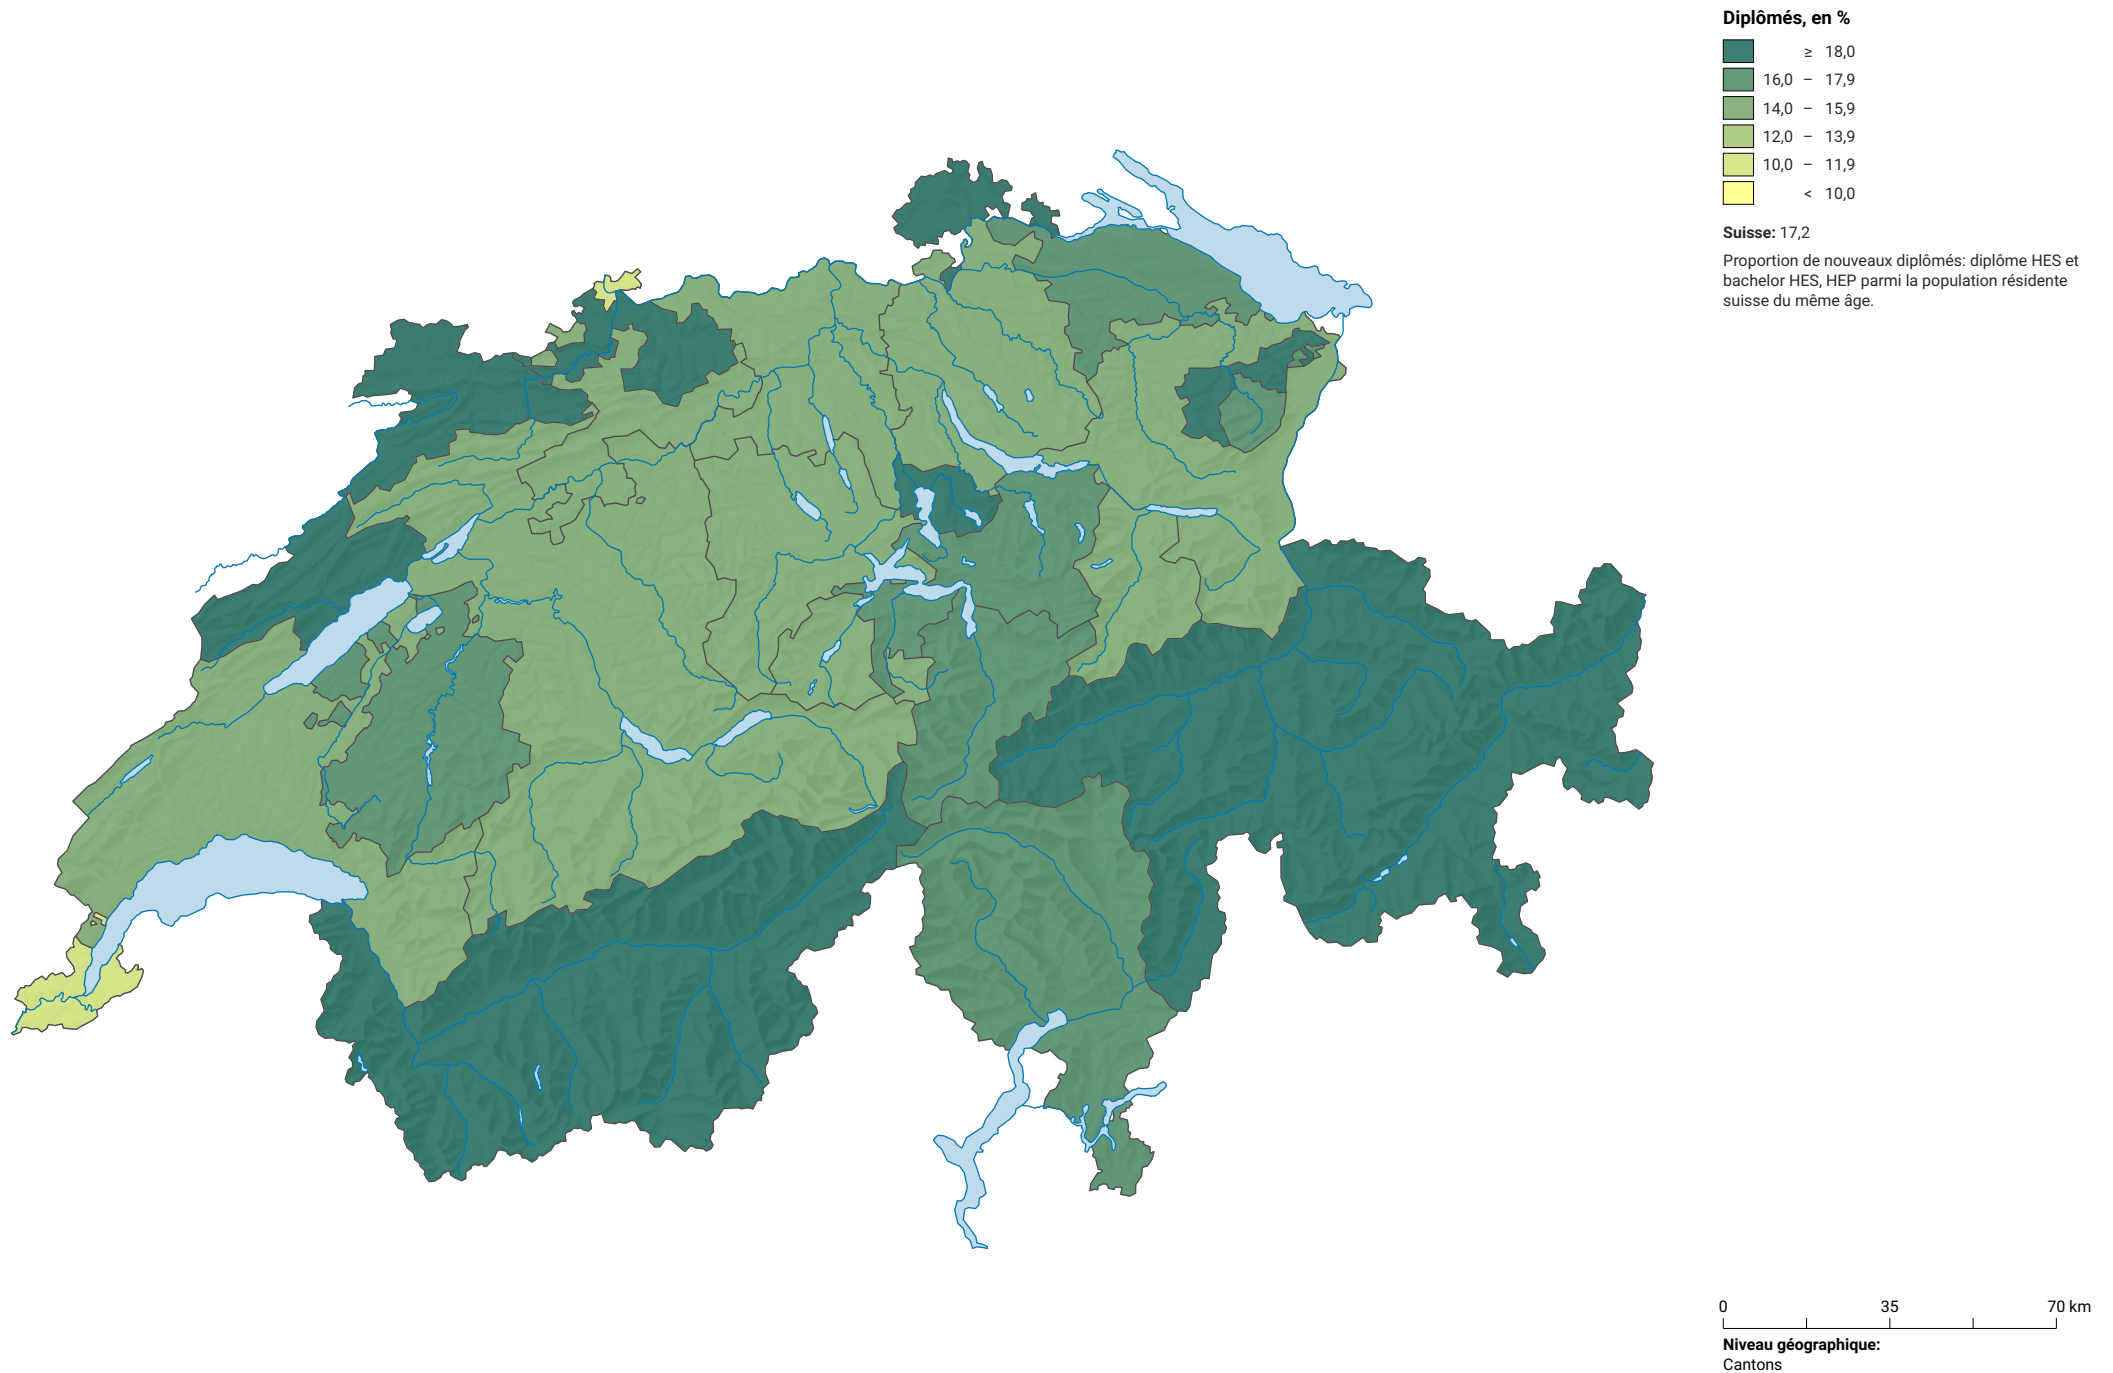 Diplômés, en %
≥ 18,0
16,0 – 17,9
14,0 – 15,9
12,0 – 13,9
10,0 – 11,9
< 10,0
Suisse: 17,2
Proportion de nouveaux diplômés: diplôme HES et
bachelor HES, HEP parmi la population résidente
suisse du même âge.
0 35 70 km
Niveau géographique:
Cantons